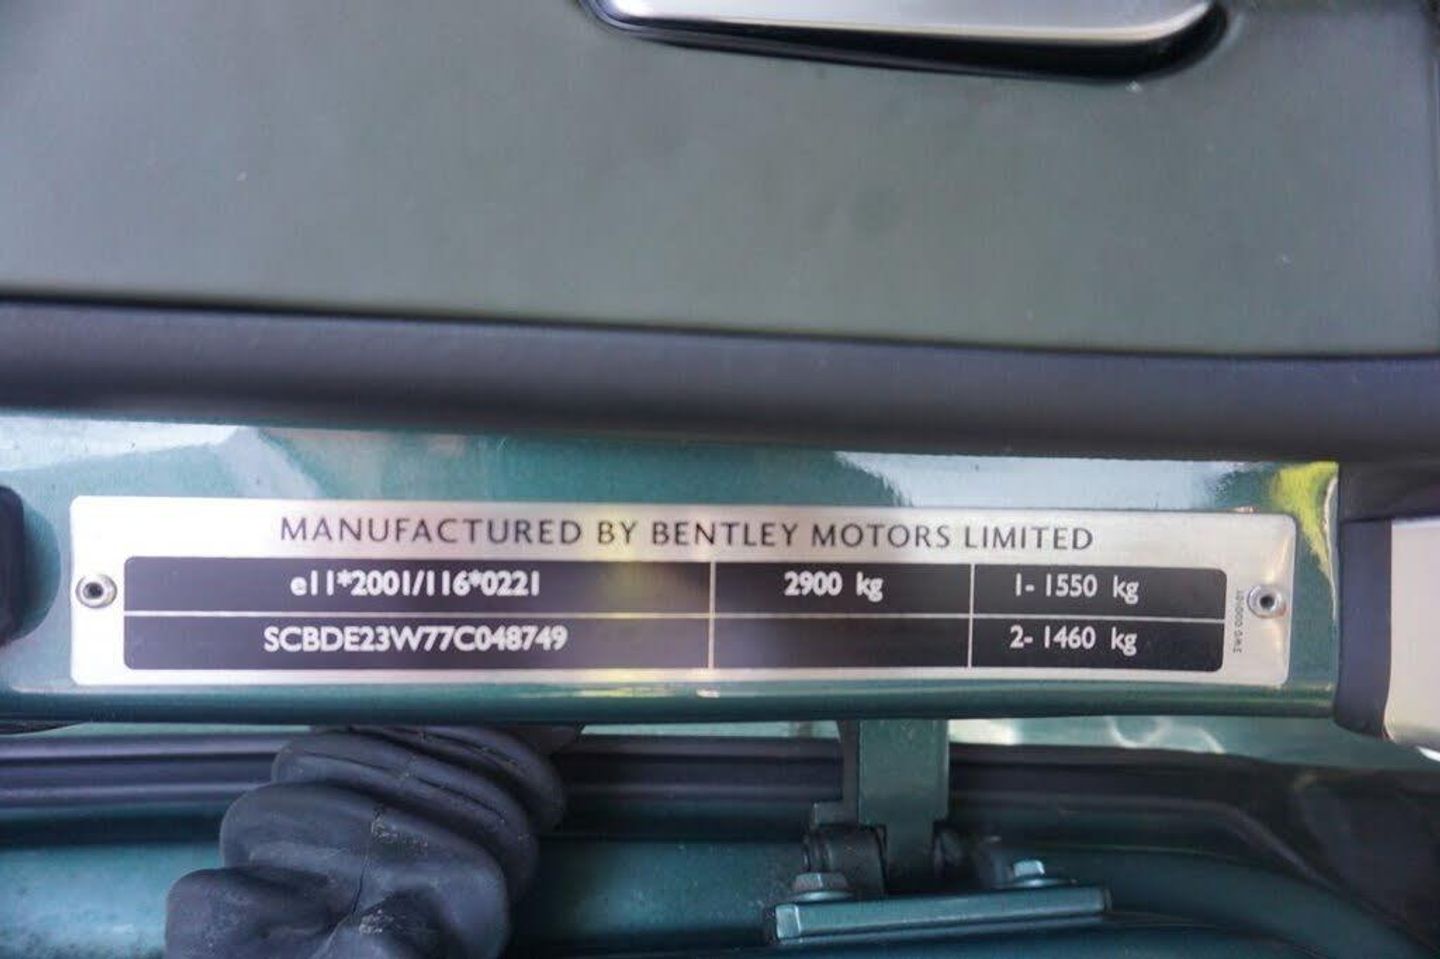 MANUFACTURED BY BENTLEY MOTORS LIMITED
e11*2001/116*0221 2900 kg 1- 1550 kg
SCBDE23W77C048749 2- 1460 kg